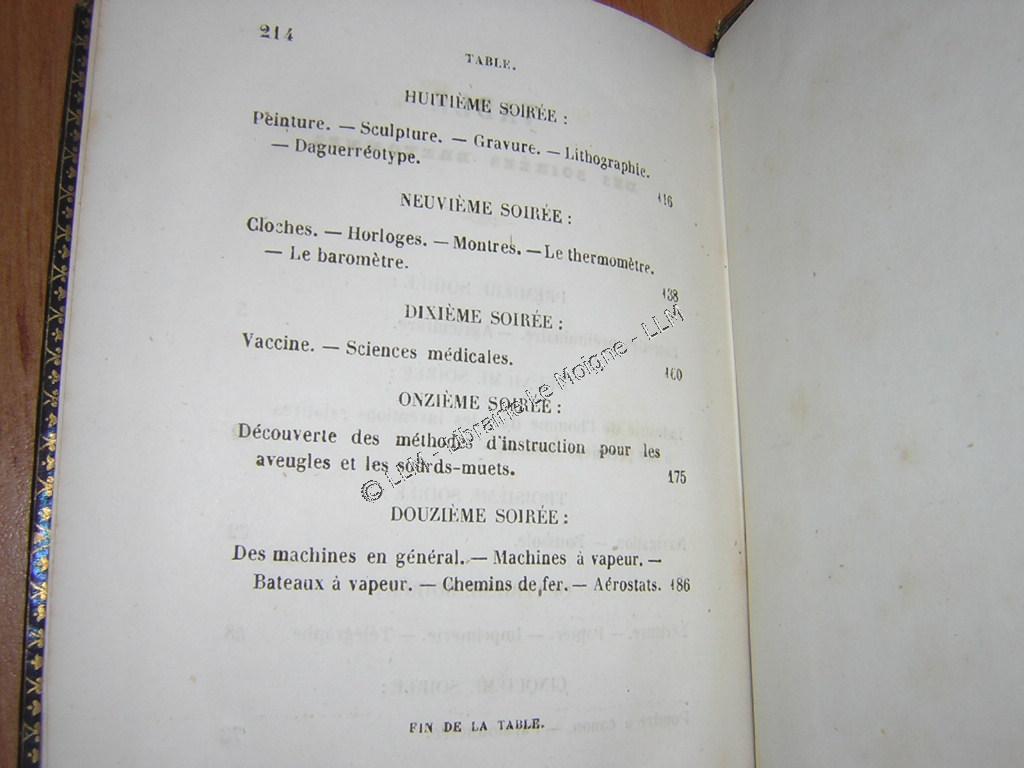 214
TABLE.
HUITIÈME SOIRÉE :
Peinture. — Sculpture. — Gravure. — Lithographie.
— Daguerréotype. 116
NEUVIÈME SOIRÉE :
Cloches. — Horloges. — Montres. — Le thermomètre.
— Le baromètre. 138
DIXIÈME SOIRÉE :
Vaccine. — Sciences médicales. 160
ONZIÈME SOIRÉE :
Découverte des méthodes d'instruction pour les
aveugles et les sourds-muets. 175
DOUZIÈME SOIRÉE :
Des machines en général. — Machines à vapeur. —
Bateaux à vapeur. — Chemins de fer. — Aérostats. 186
FIN DE LA TABLE.
© LLM - Librairie Le Moigne - LLM